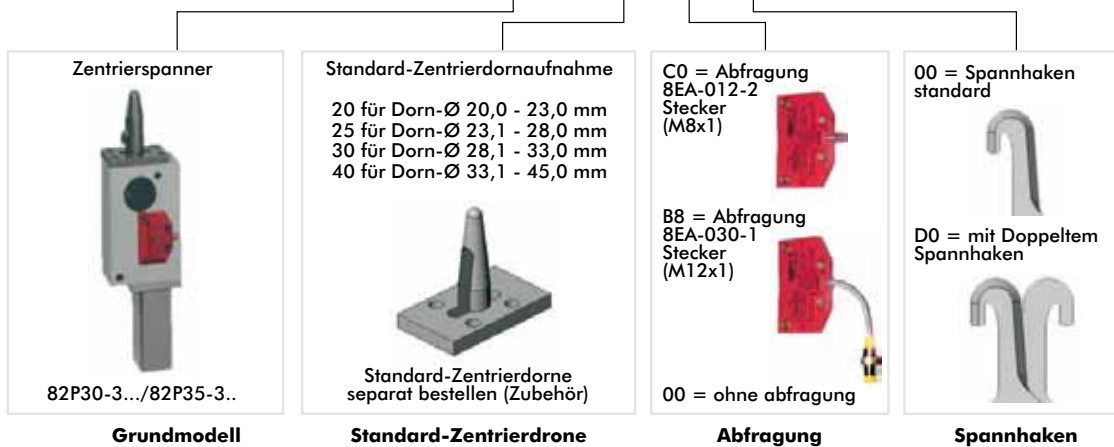 Zentrierspanner
82P30-3.../82P35-3..
Grundmodell
Standard-Zentrierdornaufnahme
20 für Dorn-Ø 20,0 - 23,0 mm
25 für Dorn-Ø 23,1 - 28,0 mm
30 für Dorn-Ø 28,1 - 33,0 mm
40 für Dorn-Ø 33,1 - 45,0 mm
Standard-Zentrierdorne
separat bestellen (Zubehör)
Standard-Zentrierdrone
C0 = Abfragung
8EA-012-2
Stecker
(M8x1)
B8 = Abfragung
8EA-030-1
Stecker
(M12x1)
00 = ohne abfragung
Abfragung
00 = Spannhaken
standard
D0 = mit Doppeltem
Spannhaken
Spannhaken